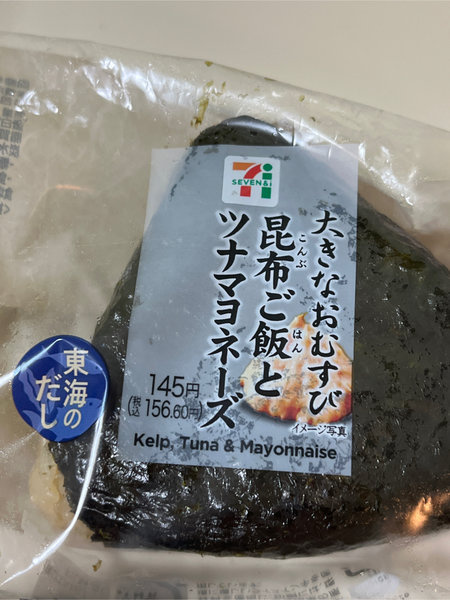 SEVEN&i
大きなおむすび
昆布ご飯と
こんぶ
はん
ツナマヨネーズ
イメージ写真
145円
(税込156.60円)
Kelp, Tuna & Mayonnaise
東海の
だし